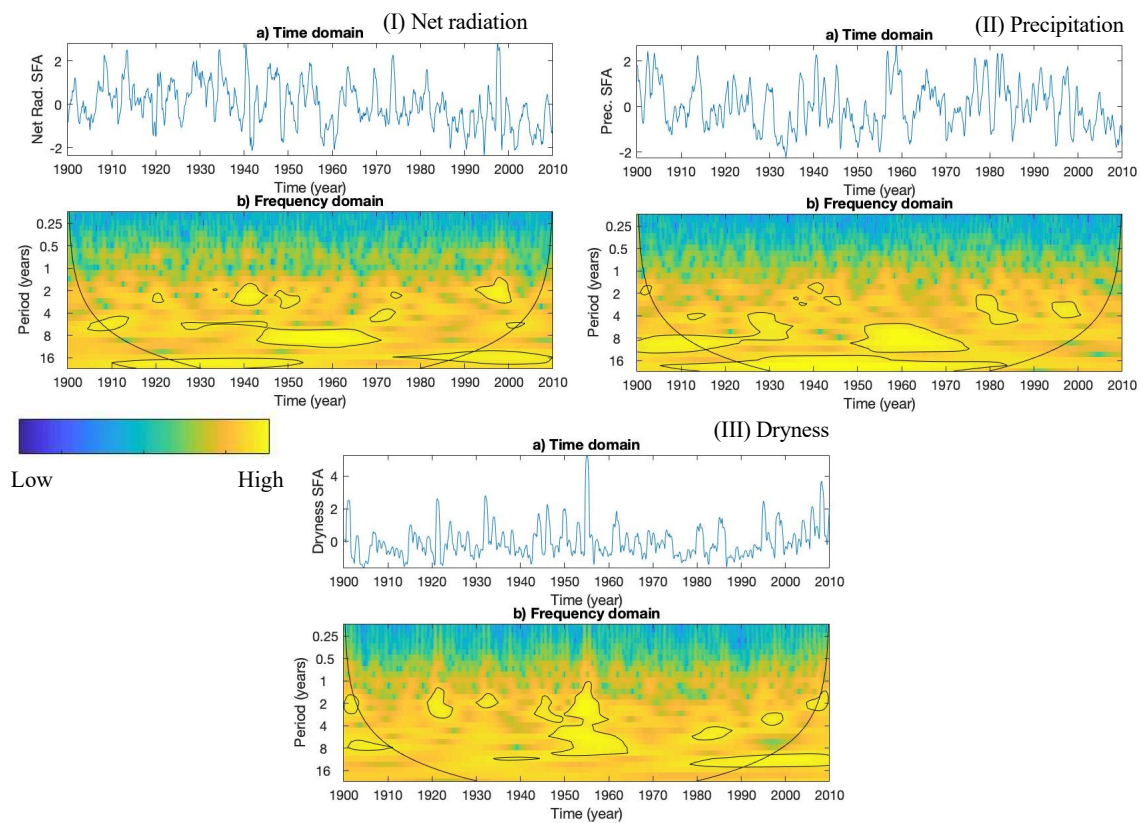 (I) Net radiation
a) Time domain
Net Rad. SFA
2
0
-2
1900 1910 1920 1930 1940 1950 1960 1970 1980 1990 2000 2010
Time (year)
b) Frequency domain
Period (years)
0.25
0.5
1
2
4
8
16
1900 1910 1920 1930 1940 1950 1960 1970 1980 1990 2000 2010
Time (year)
(II) Precipitation
a) Time domain
Prec. SFA
2
0
-2
1900 1910 1920 1930 1940 1950 1960 1970 1980 1990 2000 2010
Time (year)
b) Frequency domain
Period (years)
0.25
0.5
1
2
4
8
16
1900 1910 1920 1930 1940 1950 1960 1970 1980 1990 2000 2010
Time (year)
Low High
(III) Dryness
a) Time domain
Dryness SFA
4
2
0
1900 1910 1920 1930 1940 1950 1960 1970 1980 1990 2000 2010
Time (year)
b) Frequency domain
Period (years)
0.25
0.5
1
2
4
8
16
1900 1910 1920 1930 1940 1950 1960 1970 1980 1990 2000 2010
Time (year)